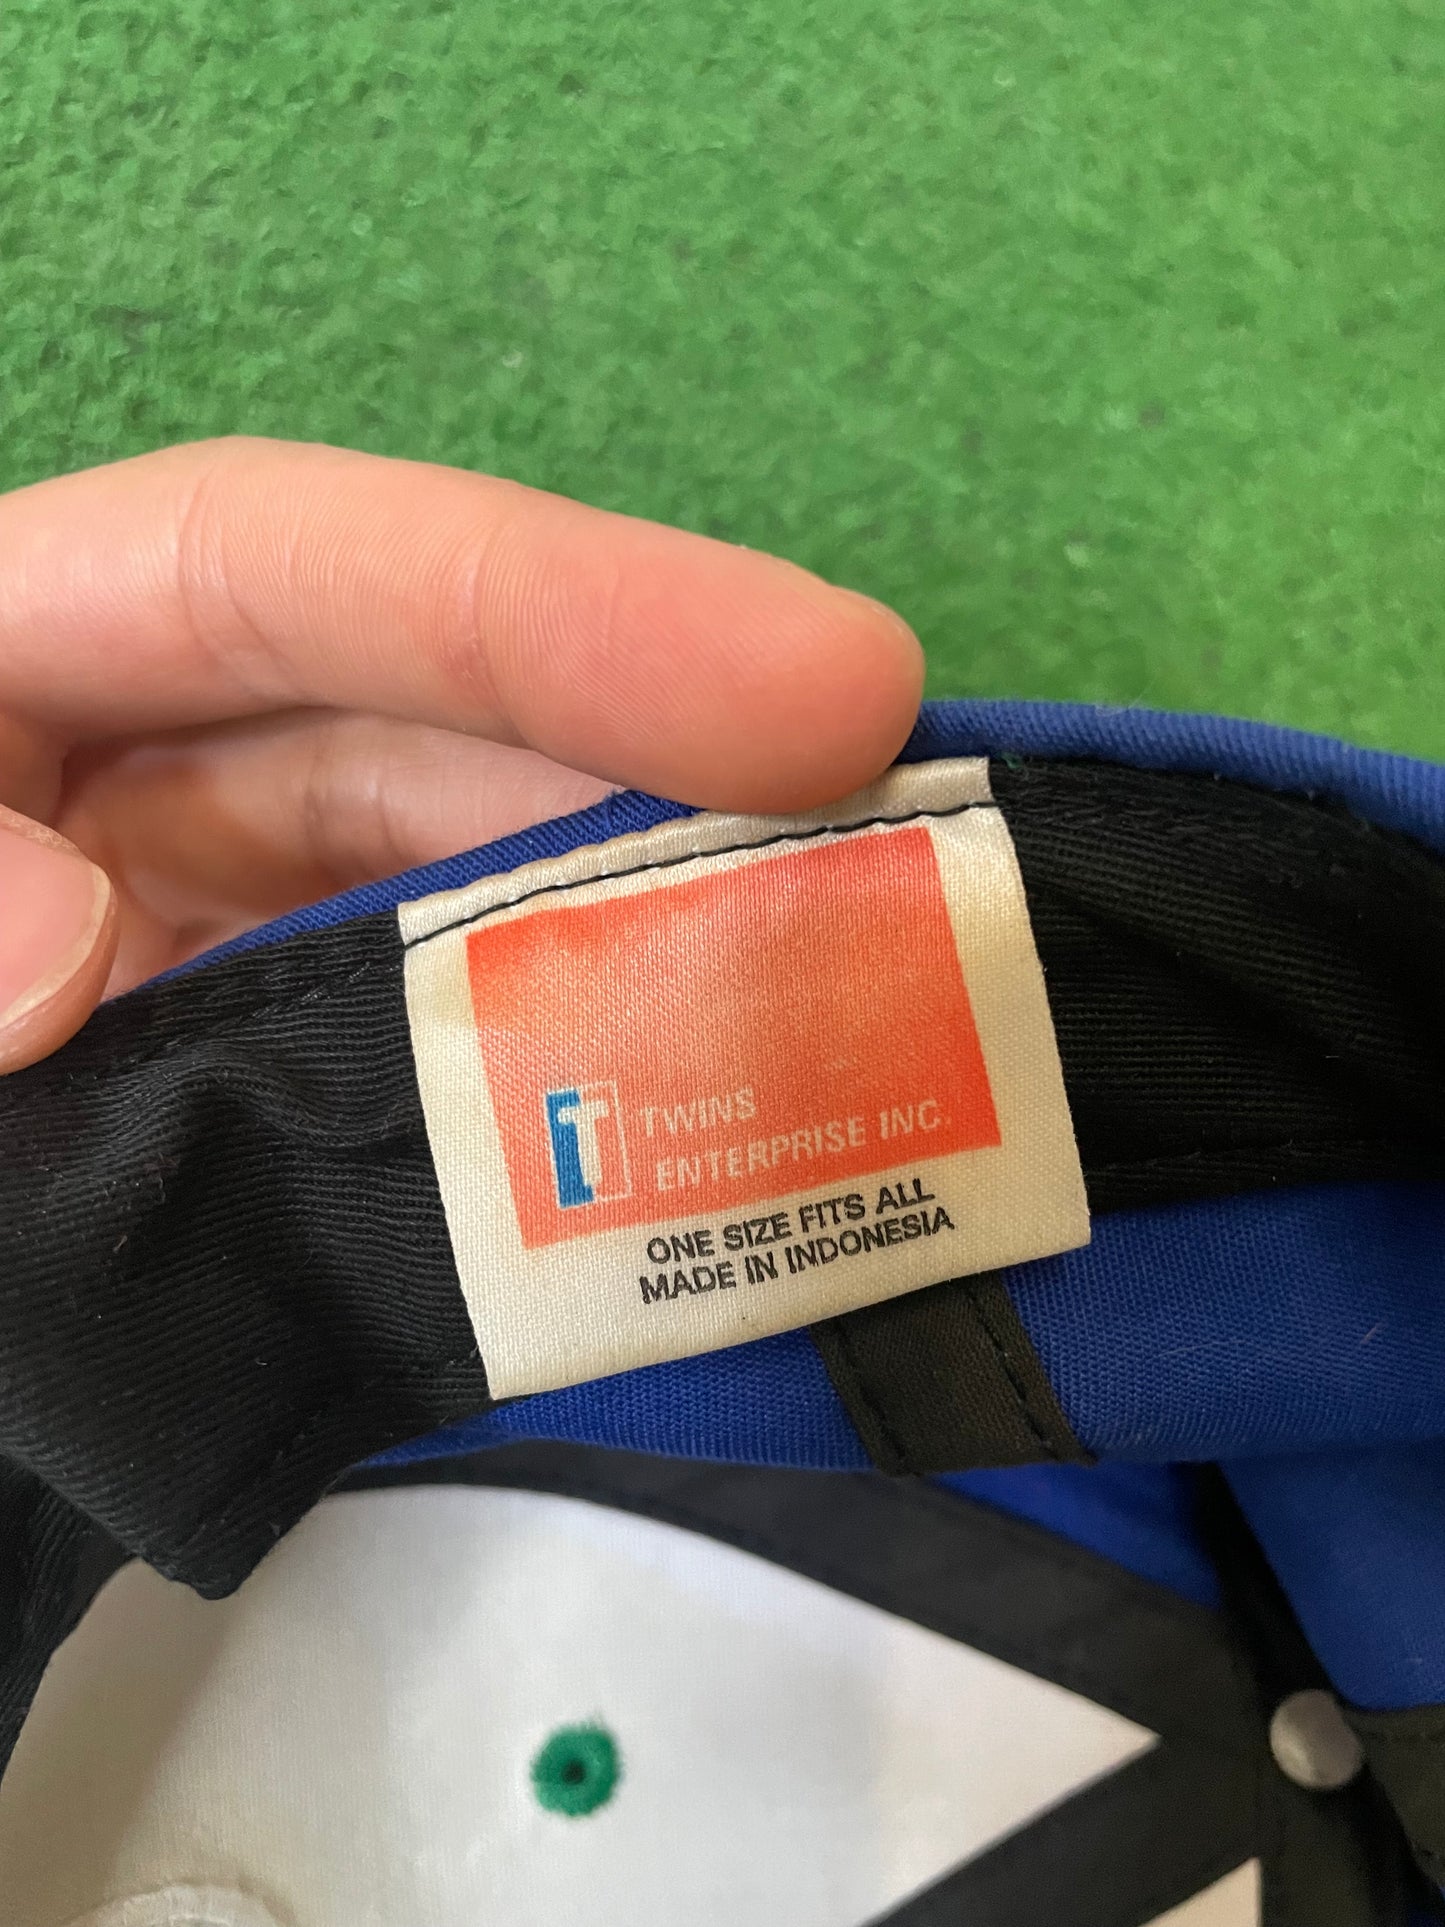 TWINS
ENTERPRISE INC.
ONE SIZE FITS ALL
MADE IN INDONESIA